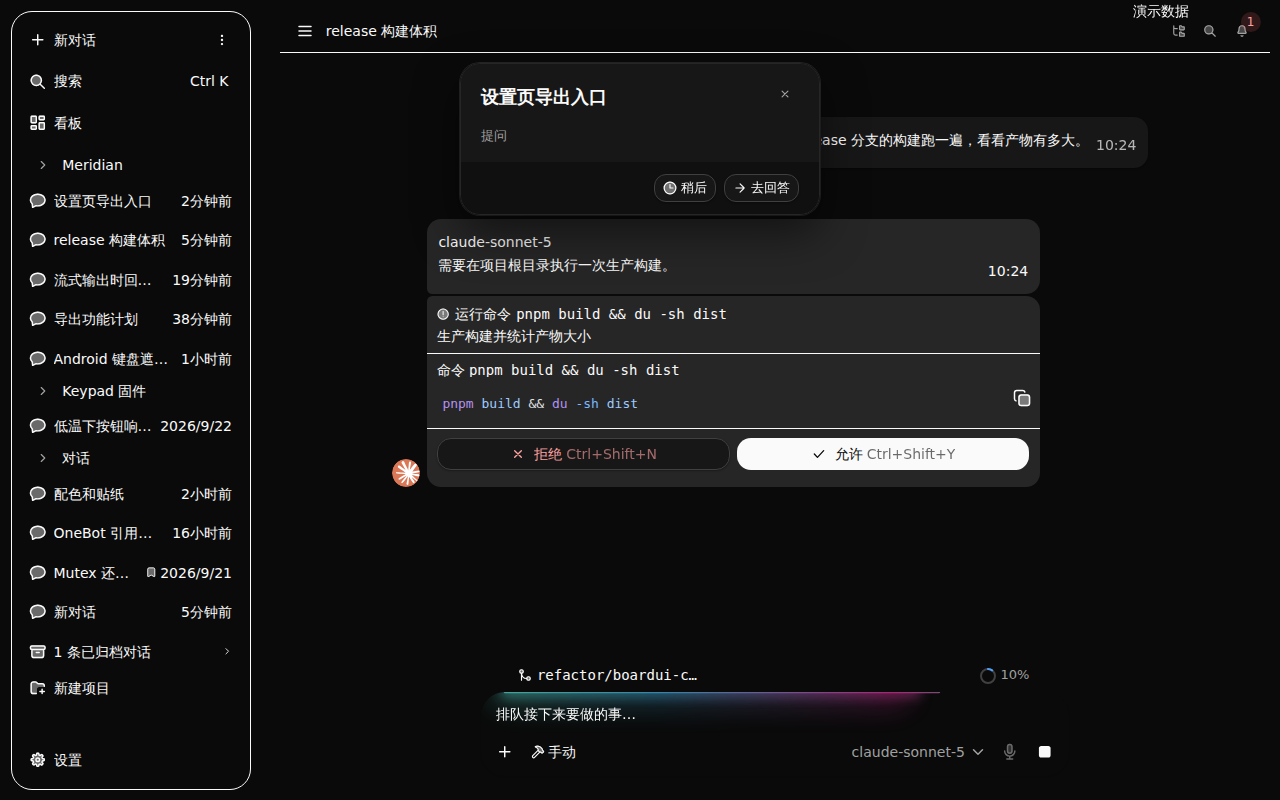 演示数据
新对话
搜索 Ctrl K
看板
Meridian
设置页导出入口 2分钟前
release 构建体积 5分钟前
流式输出时回… 19分钟前
导出功能计划 38分钟前
Android 键盘遮… 1小时前
Keypad 固件
低温下按钮响… 2026/9/22
对话
配色和贴纸 2小时前
OneBot 引用… 16小时前
Mutex 还… 2026/9/21
新对话 5分钟前
1 条已归档对话
新建项目
设置
release 构建体积
1
设置页导出入口
提问
稍后 去回答
ase 分支的构建跑一遍，看看产物有多大。 10:24
claude-sonnet-5
需要在项目根目录执行一次生产构建。
10:24
运行命令 pnpm build && du -sh dist
生产构建并统计产物大小
命令 pnpm build && du -sh dist
pnpm build && du -sh dist
拒绝 Ctrl+Shift+N 允许 Ctrl+Shift+Y
refactor/boardui-c… 10%
排队接下来要做的事…
手动 claude-sonnet-5